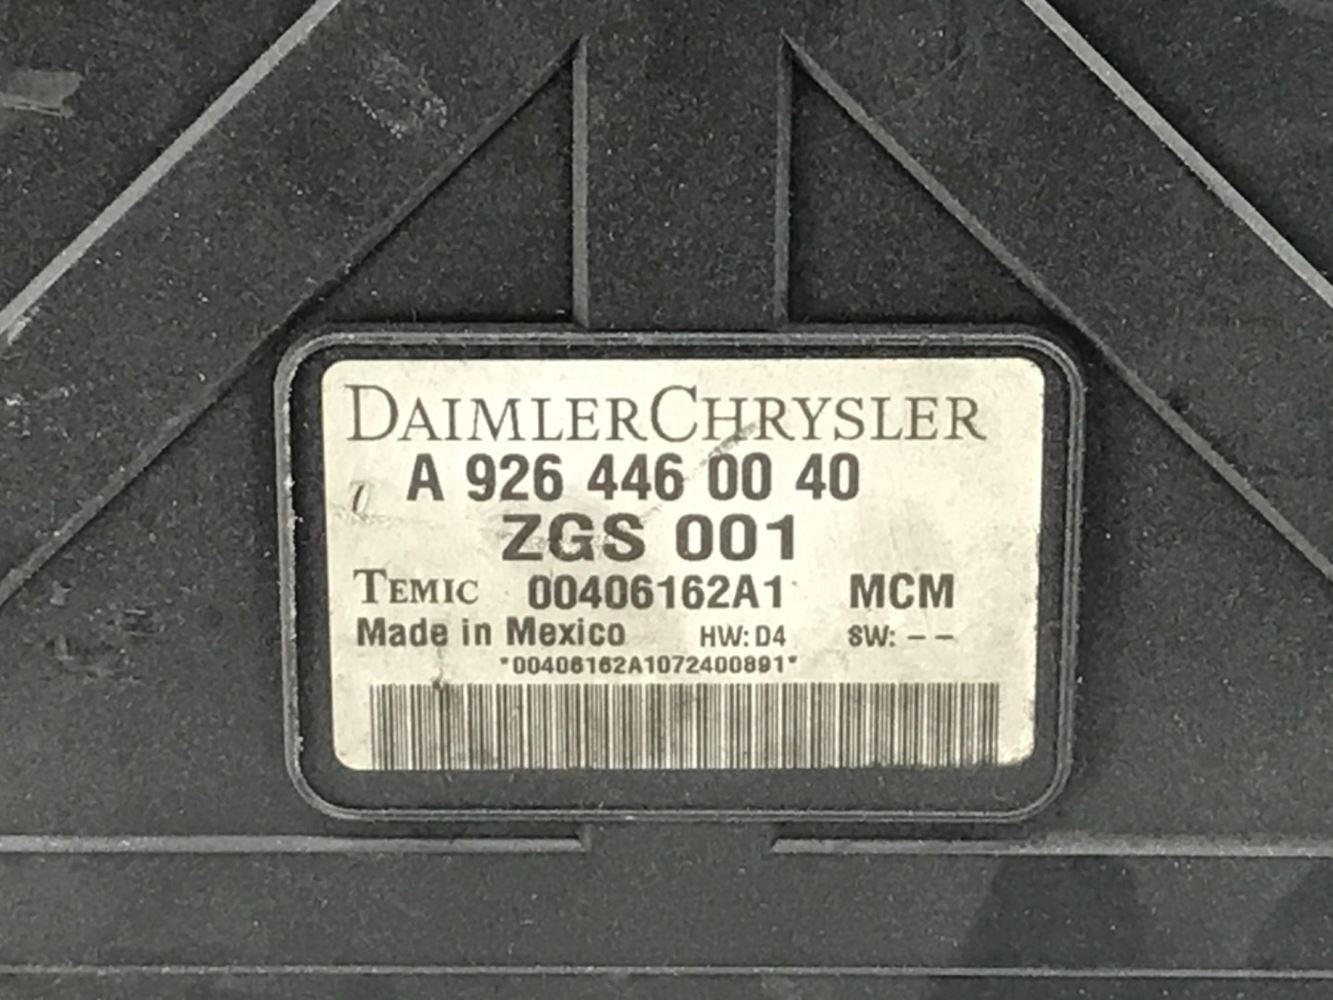 DAIMLERCHRYSLER
A 926 446 00 40
ZGS 001
TEMIC 00406162A1 MCM
Made in Mexico HW: D4 SW: --
*00406162A1072400891*